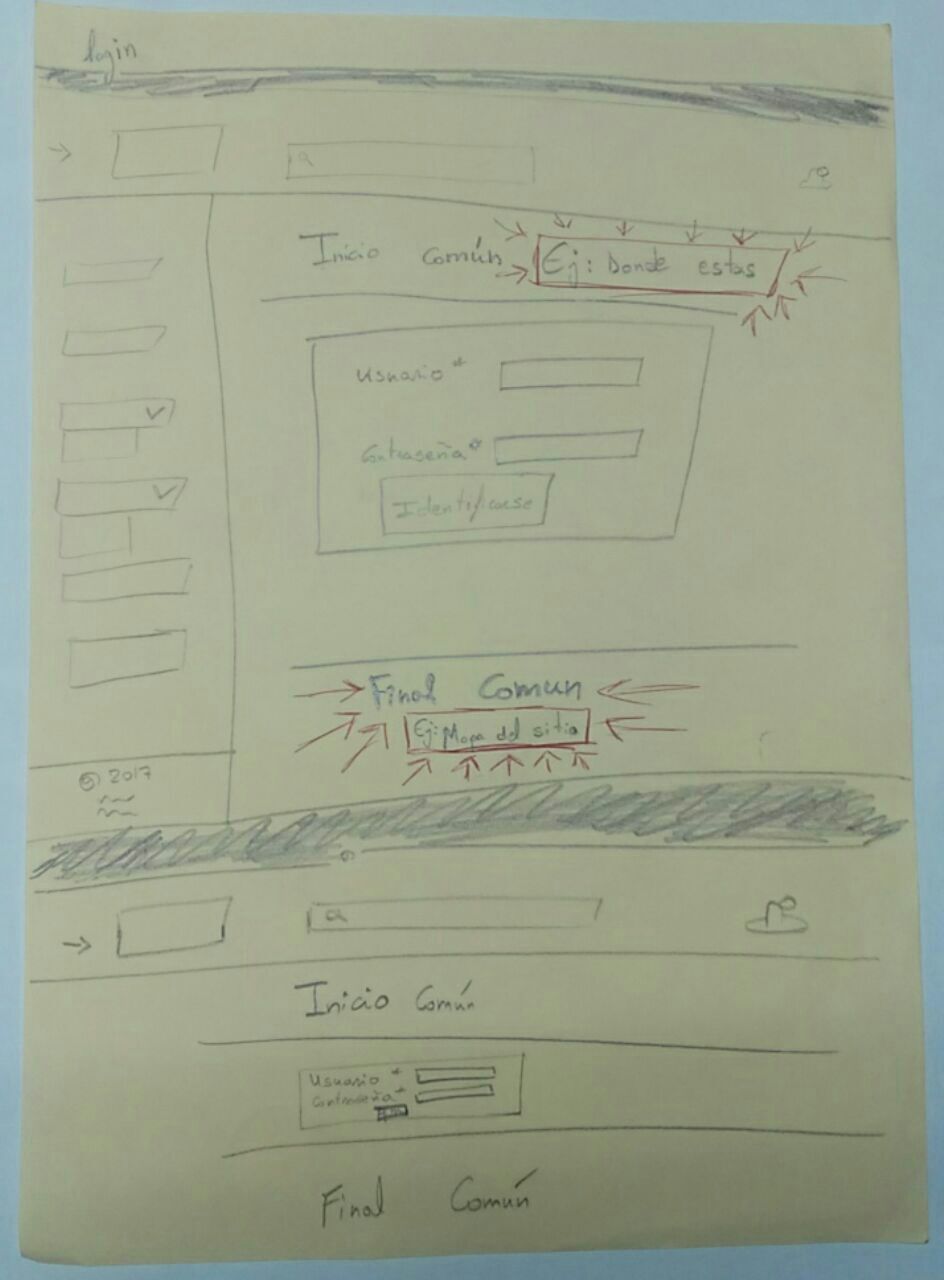 login
Inicio Común Ej: Donde estas
Usuario *
Contraseña *
Identificarse
Final Comun
Ej: Mapa del sitio
© 2017
Inicio Común
Usuario *
Contraseña *
Final Común